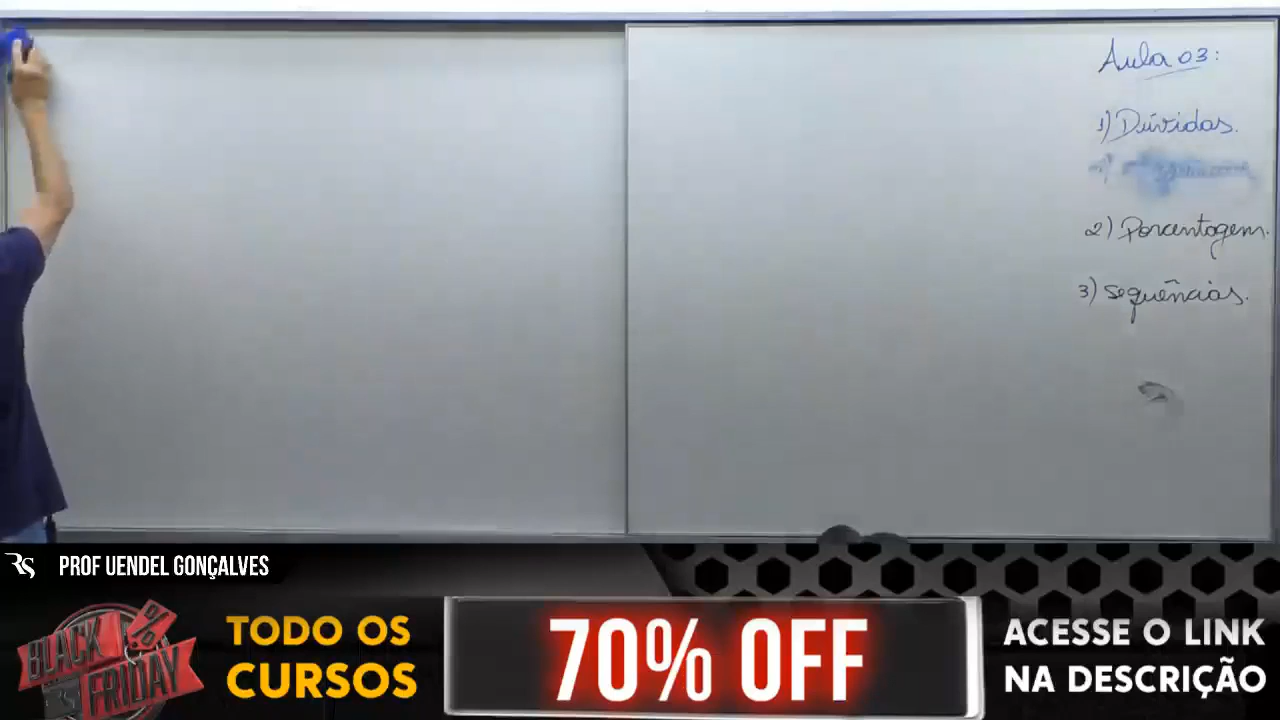 Aula 03:
1) Dúvidas.
2) Porcentagem.
3) Sequências.
RS PROF UENDEL GONÇALVES
BLACK
FRIDAY
TODO OS
CURSOS
70% OFF
ACESSE O LINK
NA DESCRIÇÃO